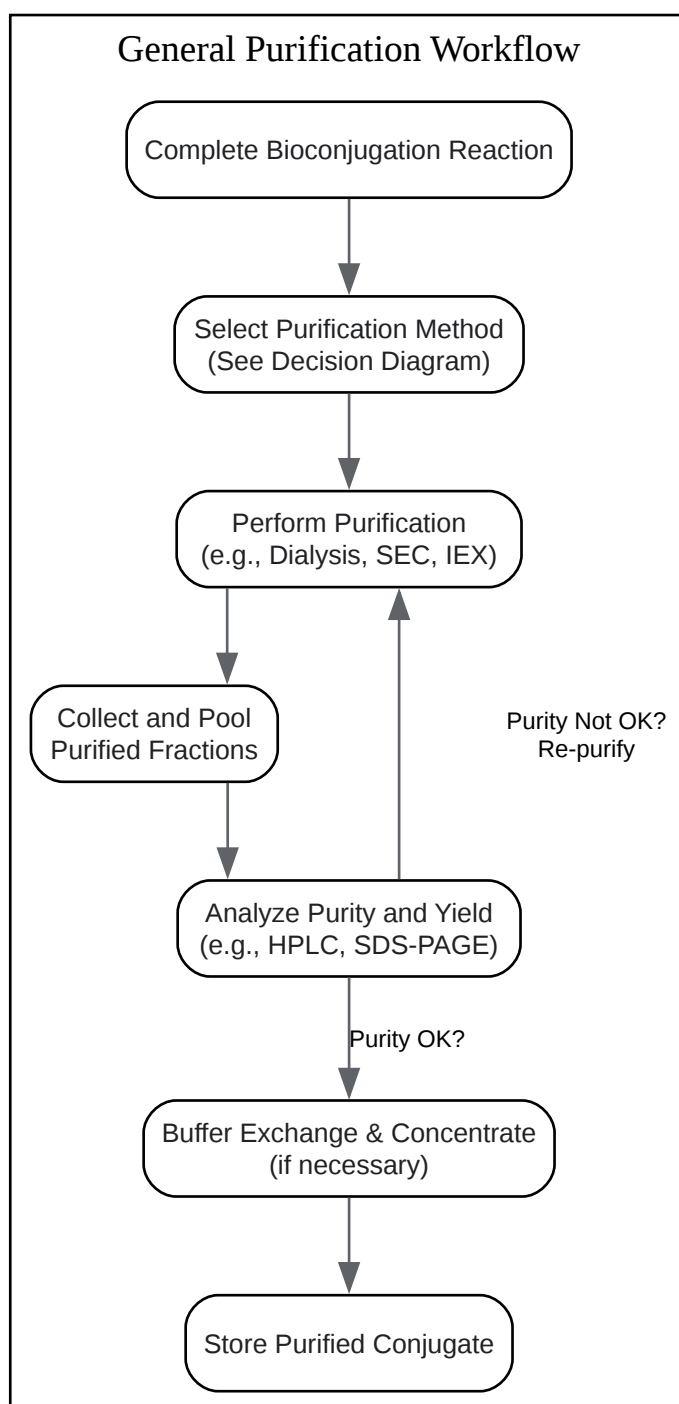 General Purification Workflow
Complete Bioconjugation Reaction
Select Purification Method
(See Decision Diagram)
Perform Purification
(e.g., Dialysis, SEC, IEX)
Collect and Pool
Purified Fractions
Purity Not OK?
Re-purify
Analyze Purity and Yield
(e.g., HPLC, SDS-PAGE)
Purity OK?
Buffer Exchange & Concentrate
(if necessary)
Store Purified Conjugate